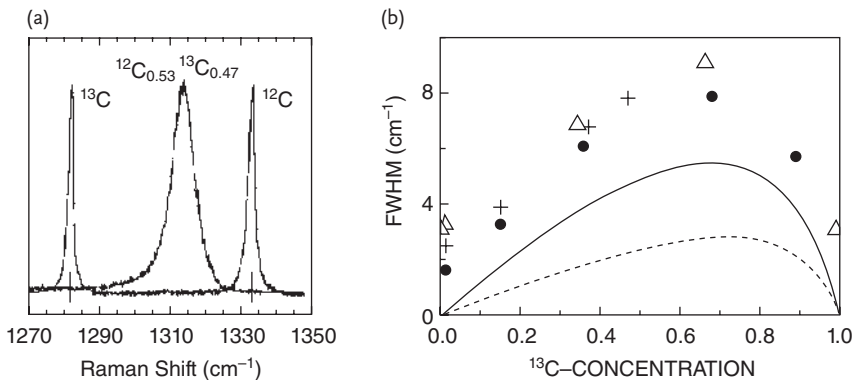 (a)
¹³C
¹²C₀.₅₃ ¹³C₀.₄₇
¹²C
1270 1290 1310 1330 1350
Raman Shift (cm⁻¹)
(b)
8
4
0
FWHM (cm⁻¹)
0.0 0.2 0.4 0.6 0.8 1.0
¹³C–CONCENTRATION